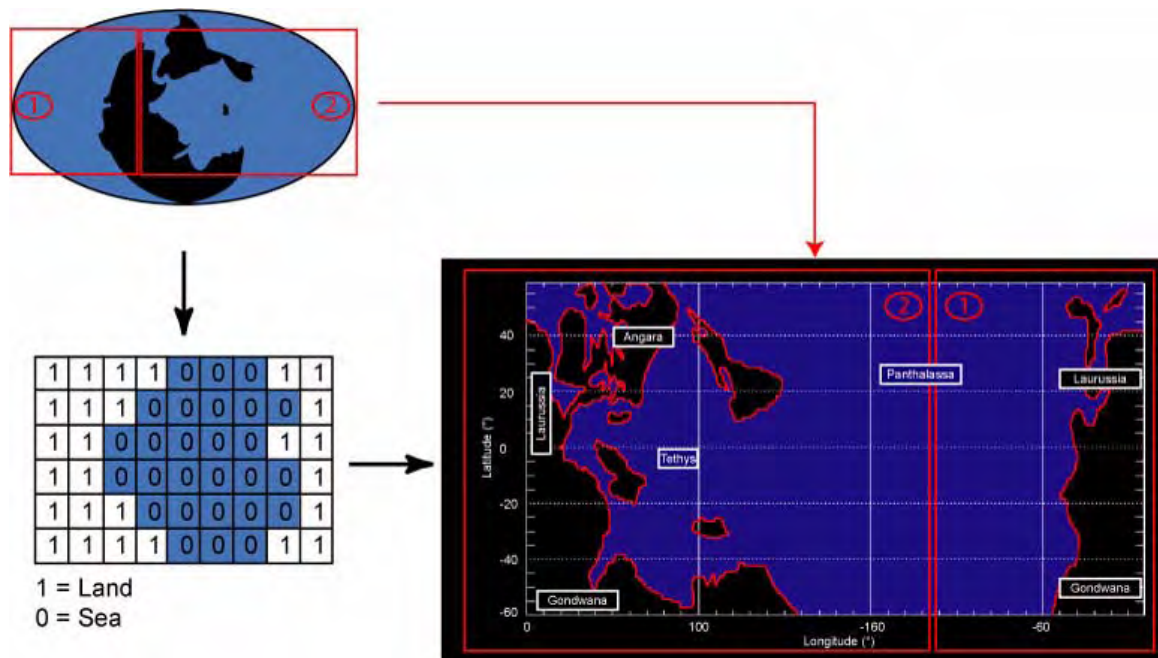 1
2
1 1 1 1 0 0 0 1 1
1 1 1 0 0 0 0 0 1
1 1 0 0 0 0 0 1 1
1 1 0 0 0 0 0 0 1
1 1 1 0 0 0 0 0 1
1 1 1 1 0 0 0 1 1
1 = Land
0 = Sea
2
1
Angara
Panthalassa
Laurussia
Laurussia
Tethys
Gondwana
Gondwana
Latitude (°)
40
20
0
-20
-40
-60
0
100
-160
-60
Longitude (°)